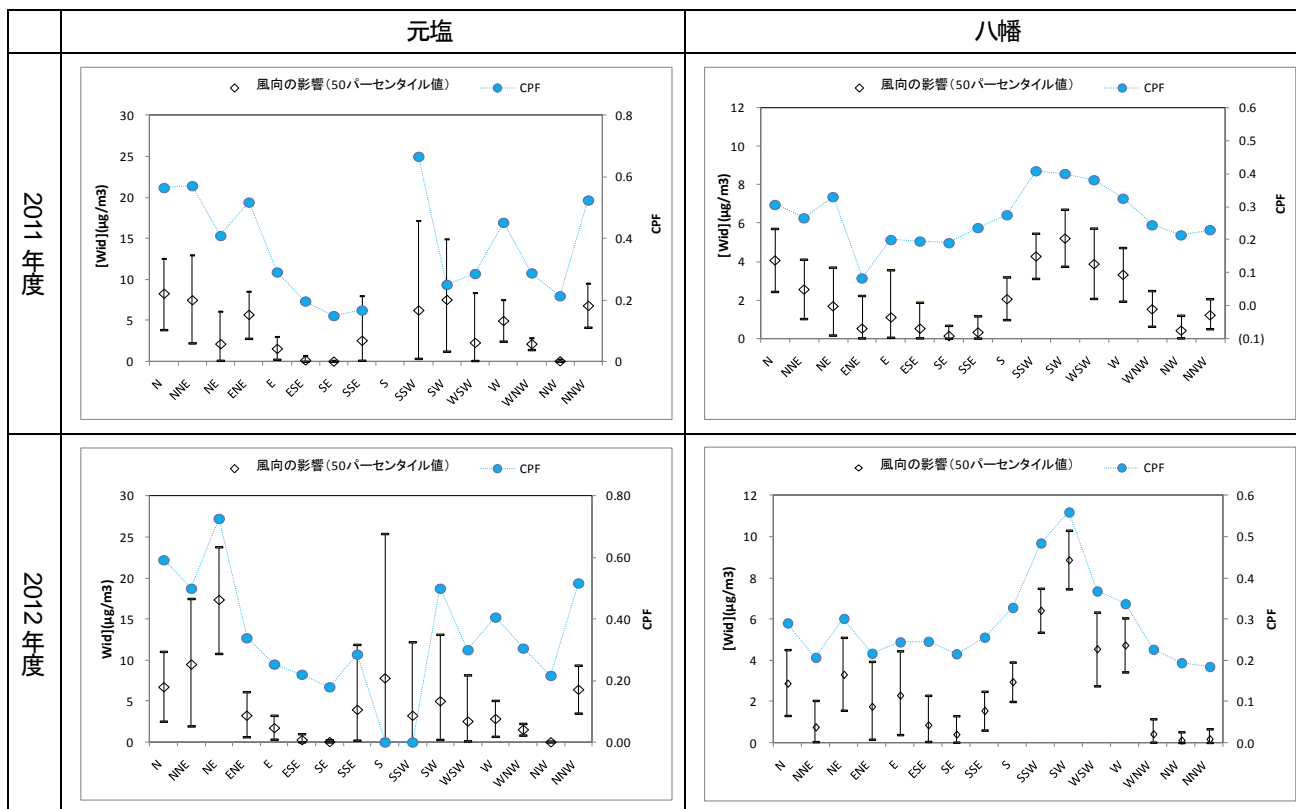 元塩
八幡
2011 年度
風向の影響(50パーセンタイル値)
CPF
30
25
20
15
10
5
0
[Wid](μg/m3)
0.8
0.6
0.4
0.2
0
CPF
N
NNE
NE
ENE
E
ESE
SE
SSE
S
SSW
SW
WSW
W
WNW
NW
NNW
風向の影響(50パーセンタイル値)
CPF
12
10
8
6
4
2
0
[Wid](μg/m3)
0.6
0.5
0.4
0.3
0.2
0.1
0.0
(0.1)
CPF
N
NNE
NE
ENE
E
ESE
SE
SSE
S
SSW
SW
WSW
W
WNW
NW
NNW
2012 年度
風向の影響(50パーセンタイル値)
CPF
30
25
20
15
10
5
0
Wid](μg/m3)
0.80
0.60
0.40
0.20
0.00
CPF
N
NNE
NE
ENE
E
ESE
SE
SSE
S
SSW
SW
WSW
W
WNW
NW
NNW
風向の影響(50パーセンタイル値)
CPF
12
10
8
6
4
2
0
[Wid](μg/m3)
0.6
0.5
0.4
0.3
0.2
0.1
0.0
CPF
N
NNE
NE
ENE
E
ESE
SE
SSE
S
SSW
SW
WSW
W
WNW
NW
NNW